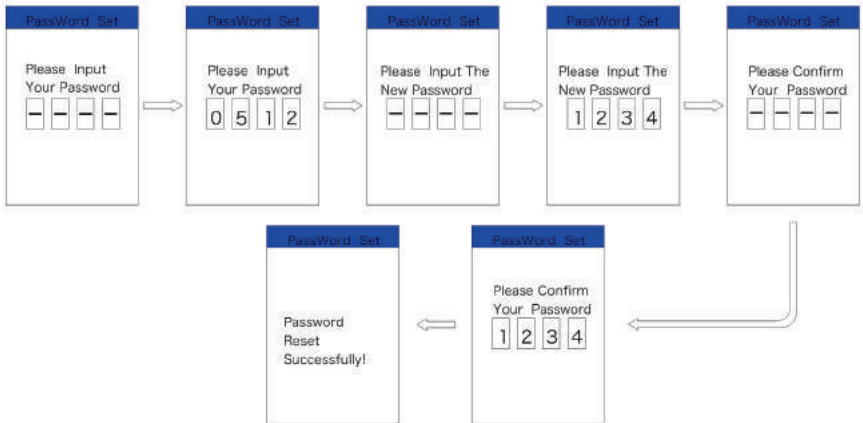 PassWord Set
Please Input
Your Password
- - - -
PassWord Set
Please Input
Your Password
0 5 1 2
PassWord Set
Please Input The
New Password
- - - -
PassWord Set
Please Input The
New Password
1 2 3 4
PassWord Set
Please Confirm
Your Password
- - - -
PassWord Set
Please Confirm
Your Password
1 2 3 4
PassWord Set
Password
Reset
Successfully!